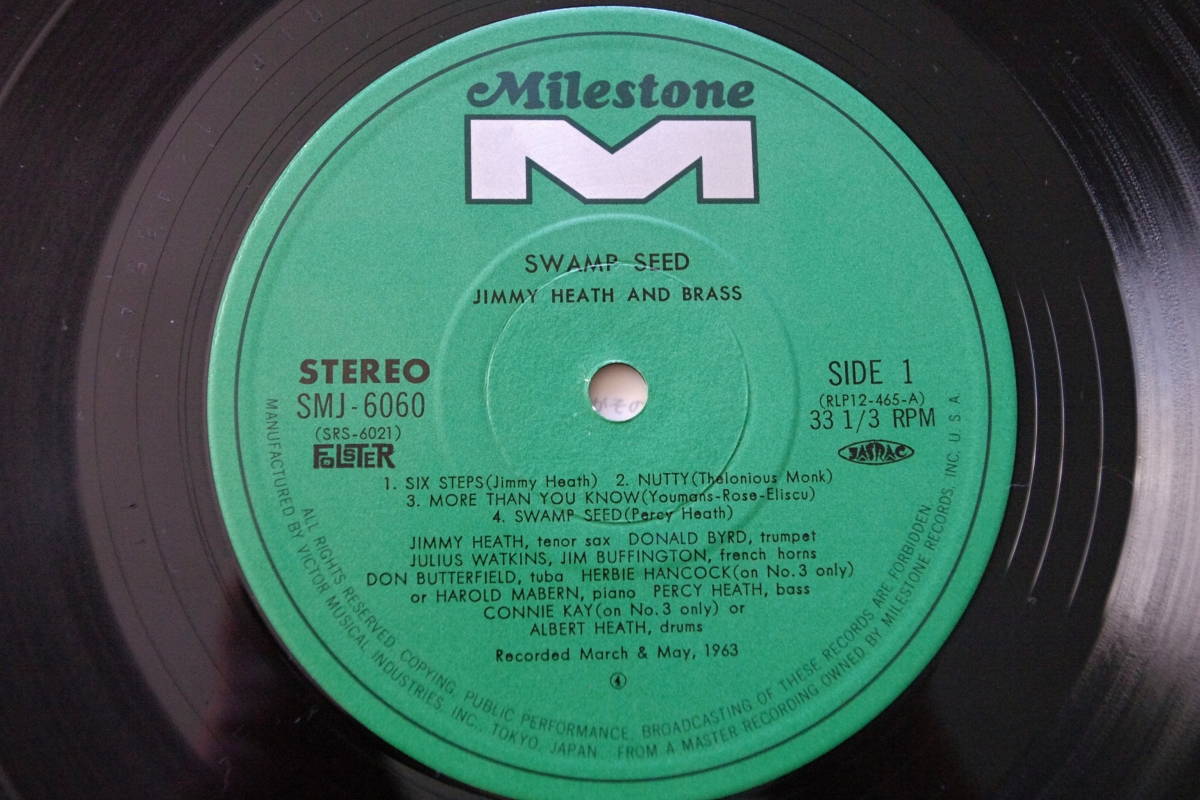 Milestone
M
SWAMP SEED
JIMMY HEATH AND BRASS
STEREO
SMJ-6060
(SRS-6021)
FOLSTER
SIDE 1
(RLP12-465-A)
33 1/3 RPM
JASRAC
1. SIX STEPS(Jimmy Heath) 2. NUTTY(Thelonious Monk)
3. MORE THAN YOU KNOW(Youmans-Rose-Eliscu)
4. SWAMP SEED(Percy Heath)
JIMMY HEATH, tenor sax DONALD BYRD, trumpet
JULIUS WATKINS, JIM BUFFINGTON, french horns
DON BUTTERFIELD, tuba HERBIE HANCOCK(on No.3 only)
or HAROLD MABERN, piano PERCY HEATH, bass
CONNIE KAY(on No.3 only) or
ALBERT HEATH, drums
Recorded March & May, 1963
4
ALL RIGHTS RESERVED. COPYING, PUBLIC PERFORMANCE, BROADCASTING OF THESE RECORDS ARE FORBIDDEN.
MANUFACTURED BY VICTOR MUSICAL INDUSTRIES, INC., TOKYO, JAPAN. FROM A MASTER RECORDING OWNED BY MILESTONE RECORDS, INC. U.S.A.